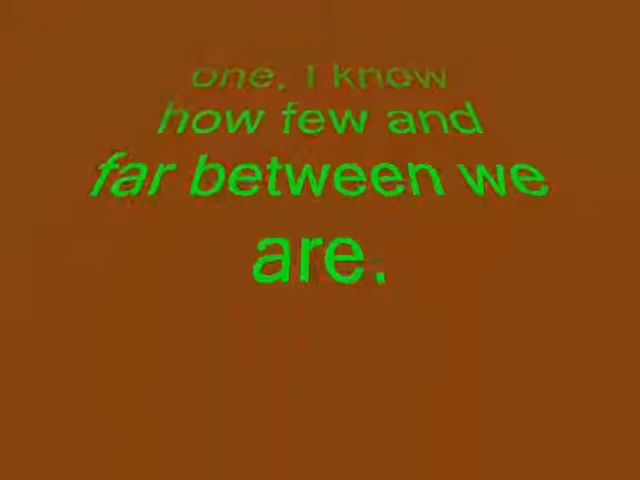 one, I know
how few and
far between we
are.